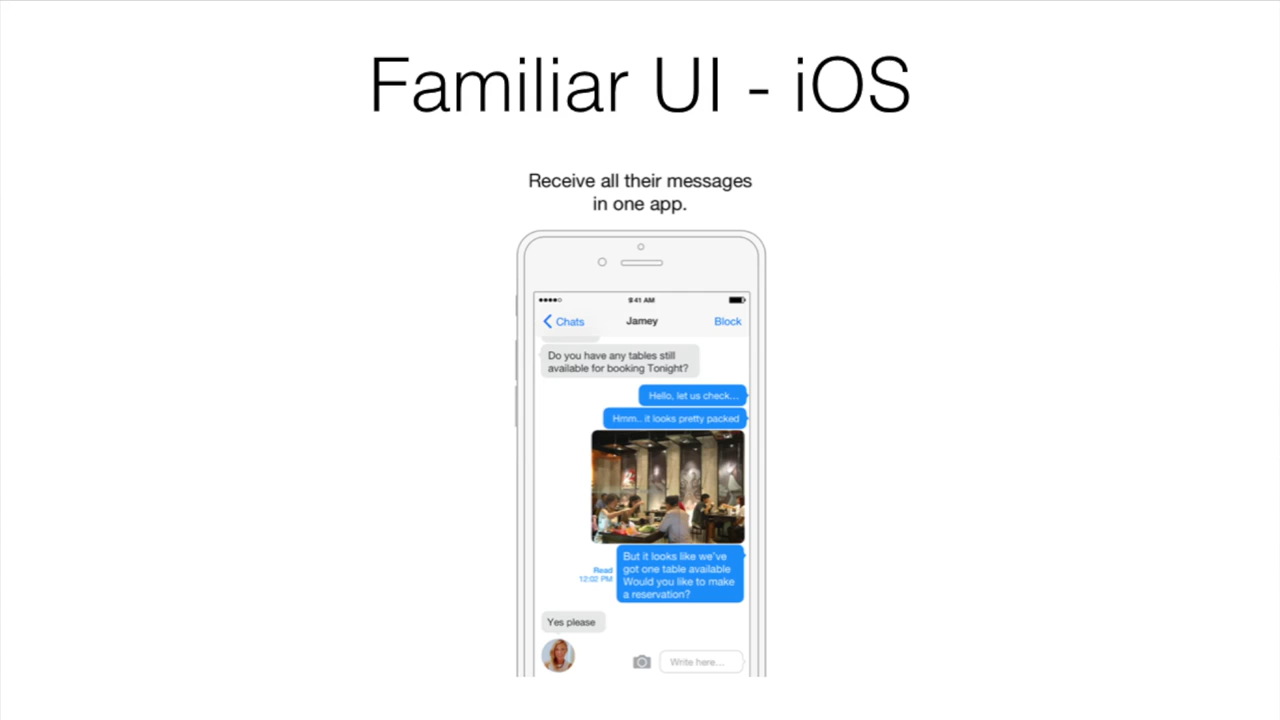 Familiar UI - iOS
Receive all their messages
in one app.
9:41 AM
Chats
Jamey
Block
Do you have any tables still
available for booking Tonight?
Hello, let us check...
Hmm.. it looks pretty packed
But it looks like we've
got one table available
Would you like to make
a reservation?
Read
12:02 PM
Yes please
Write here...